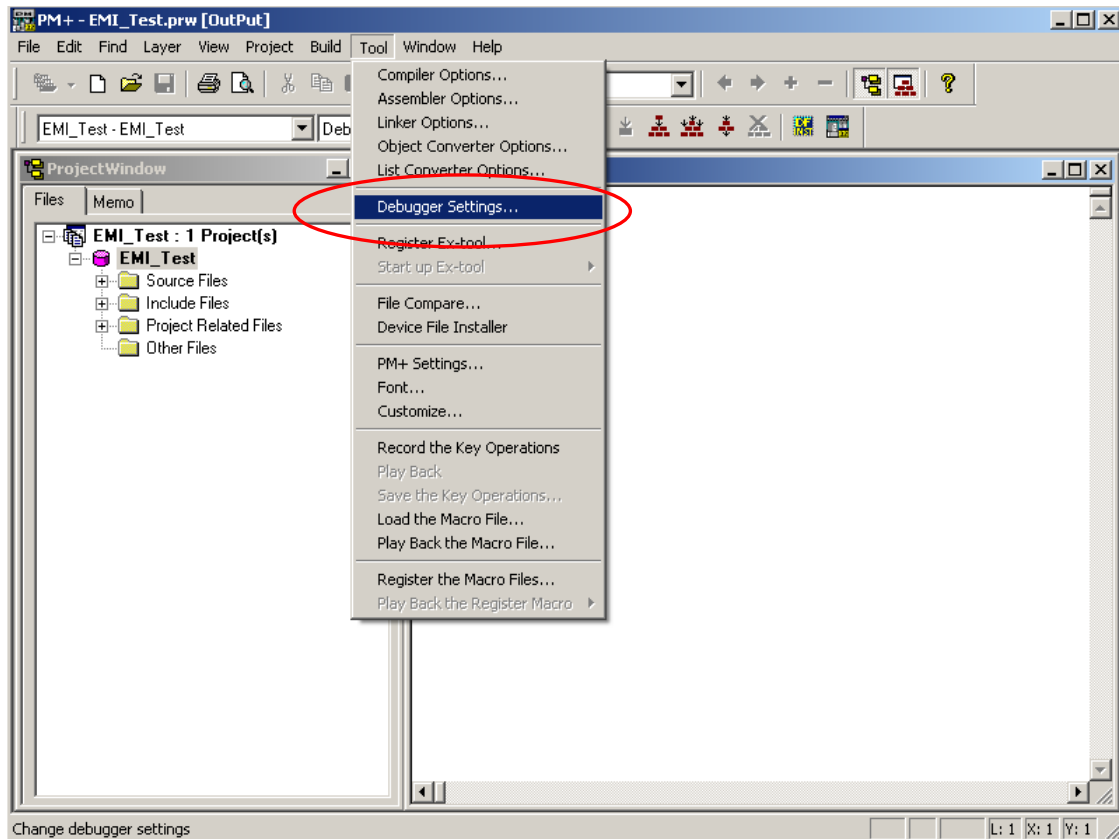 PM+ - EMI_Test.prw [OutPut]
File Edit Find Layer View Project Build Tool Window Help
EMI_Test - EMI_Test
Deb
ProjectWindow
Files Memo
EMI_Test : 1 Project(s)
EMI_Test
Source Files
Include Files
Project Related Files
Other Files
Compiler Options...
Assembler Options...
Linker Options...
Object Converter Options...
List Converter Options...
Debugger Settings...
Register Ex-tool...
Start up Ex-tool
File Compare...
Device File Installer
PM+ Settings...
Font...
Customize...
Record the Key Operations
Play Back
Save the Key Operations...
Load the Macro File...
Play Back the Macro File...
Register the Macro Files...
Play Back the Register Macro
Change debugger settings
L: 1 X: 1 Y: 1